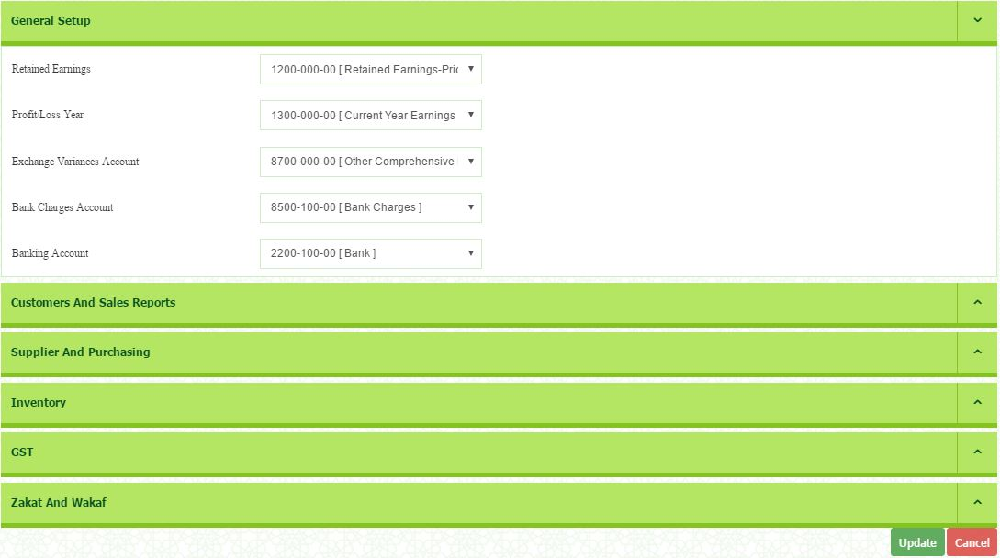 General Setup
Retained Earnings
1200-000-00 [ Retained Earnings-Pric
Profit/Loss Year
1300-000-00 [ Current Year Earnings
Exchange Variances Account
8700-000-00 [ Other Comprehensive
Bank Charges Account
8500-100-00 [ Bank Charges ]
Banking Account
2200-100-00 [ Bank ]
Customers And Sales Reports
Supplier And Purchasing
Inventory
GST
Zakat And Wakaf
Update Cancel